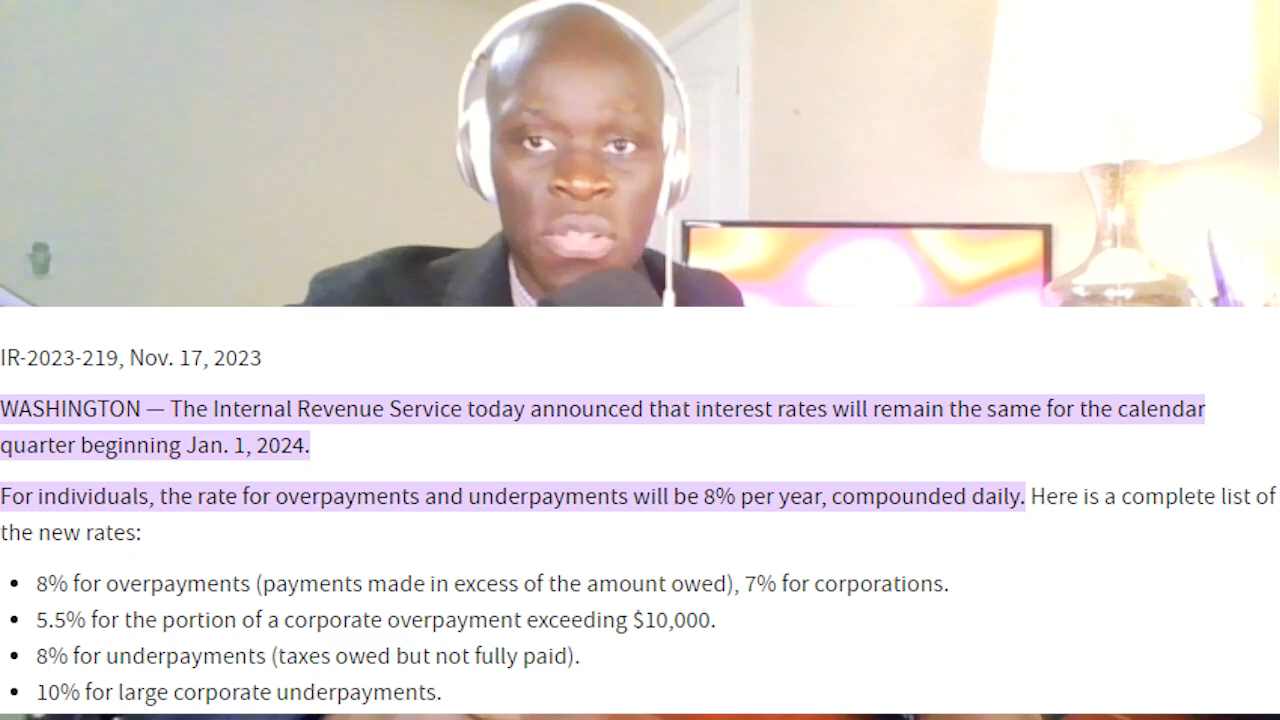 IR-2023-219, Nov. 17, 2023
WASHINGTON — The Internal Revenue Service today announced that interest rates will remain the same for the calendar
quarter beginning Jan. 1, 2024.
For individuals, the rate for overpayments and underpayments will be 8% per year, compounded daily. Here is a complete list of
the new rates:
• 8% for overpayments (payments made in excess of the amount owed), 7% for corporations.
• 5.5% for the portion of a corporate overpayment exceeding $10,000.
• 8% for underpayments (taxes owed but not fully paid).
• 10% for large corporate underpayments.